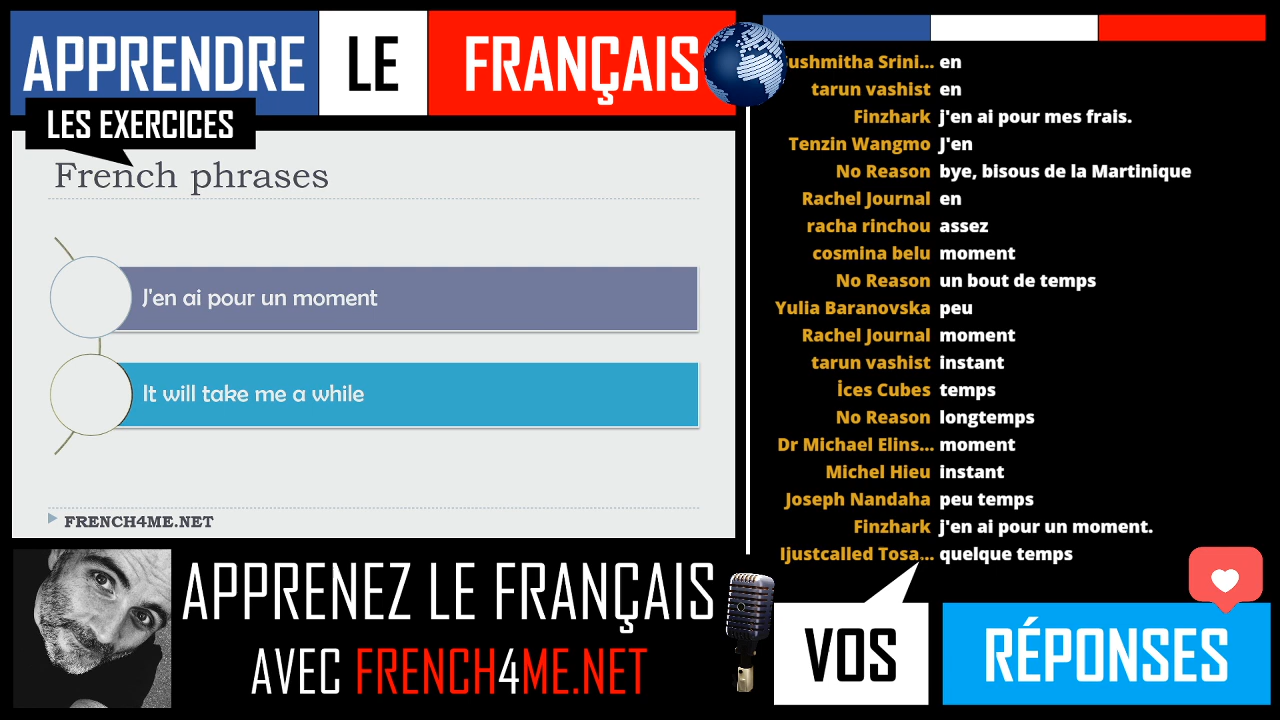 APPRENDRE LE FRANÇAIS
LES EXERCICES
French phrases
J'en ai pour un moment
It will take me a while
FRENCH4ME.NET
APPRENEZ LE FRANÇAIS
AVEC FRENCH4ME.NET
ushmitha Srini... en
tarun vashist en
Finzhark j'en ai pour mes frais.
Tenzin Wangmo J'en
No Reason bye, bisous de la Martinique
Rachel Journal en
racha rinchou assez
cosmina belu moment
No Reason un bout de temps
Yulia Baranovska peu
Rachel Journal moment
tarun vashist instant
İces Cubes temps
No Reason longtemps
Dr Michael Elins... moment
Michel Hieu instant
Joseph Nandaha peu temps
Finzhark j'en ai pour un moment.
Ijustcalled Tosa... quelque temps
VOS RÉPONSES